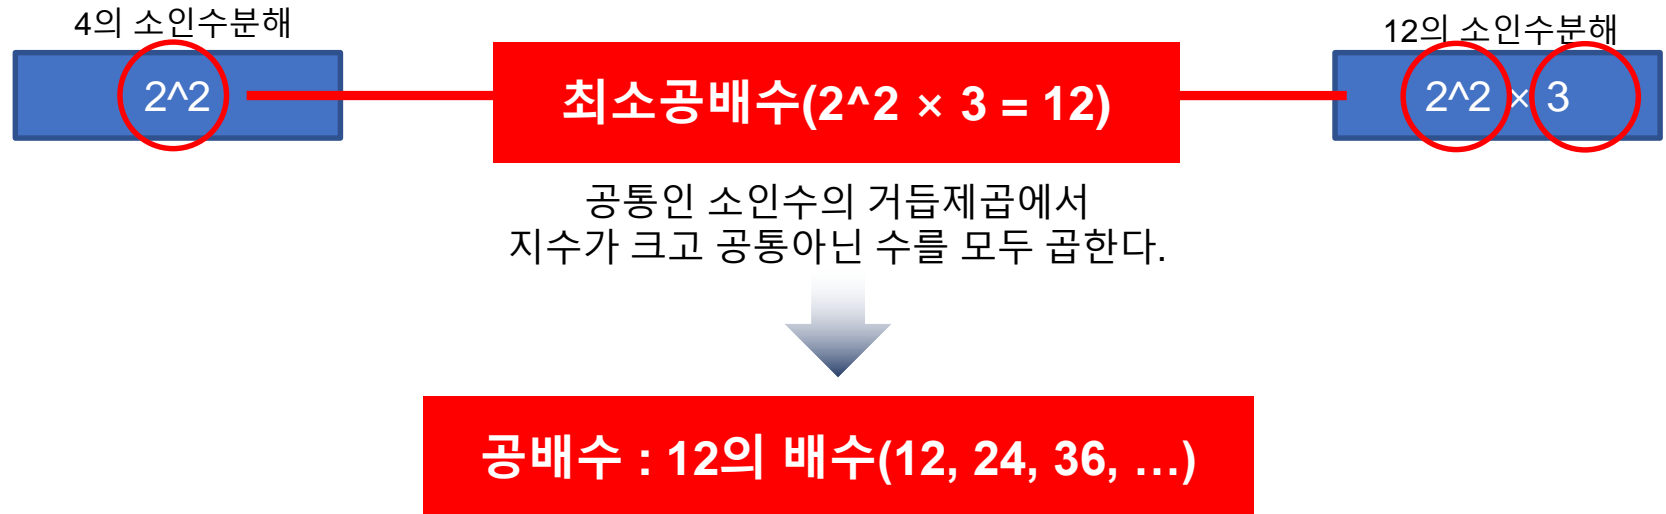 4의 소인수분해
12의 소인수분해
2^2
최소공배수(2^2 × 3 = 12)
2^2 × 3
공통인 소인수의 거듭제곱에서
지수가 크고 공통아닌 수를 모두 곱한다.
공배수 : 12의 배수(12, 24, 36, …)